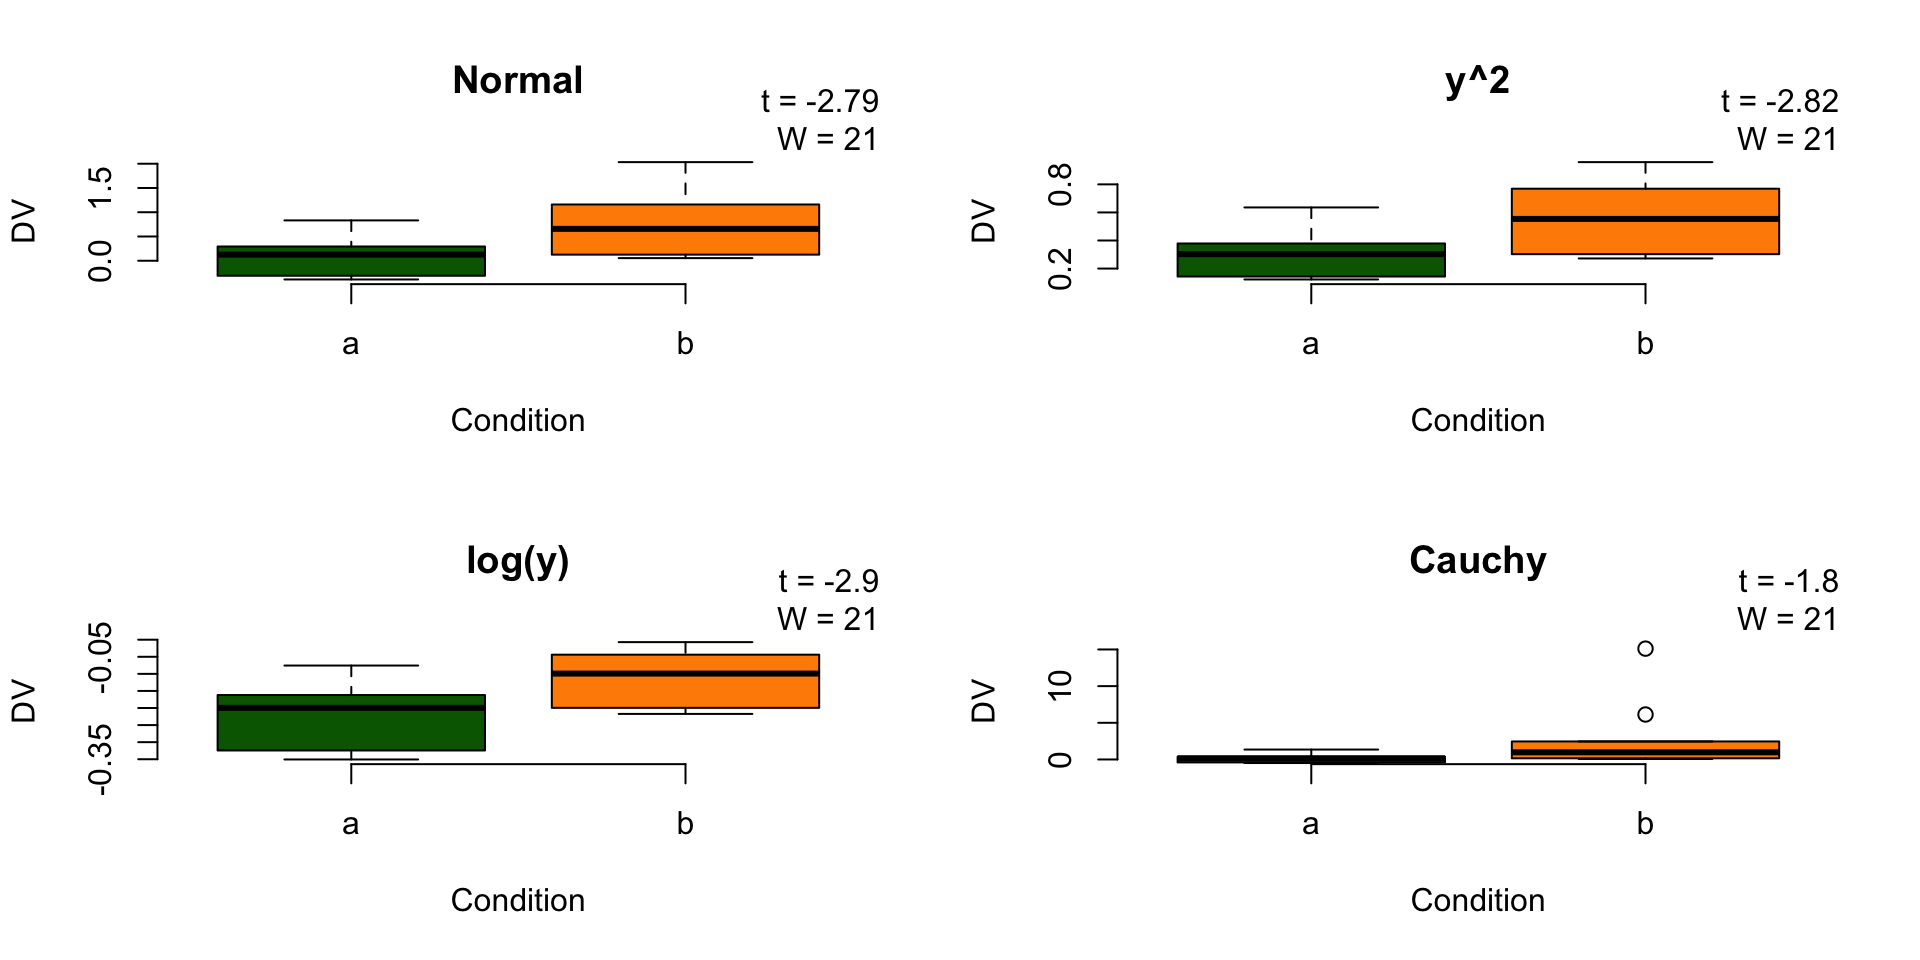 Normal
t = -2.79
W = 21
DV
1.5
0.0
a
b
Condition
y^2
t = -2.82
W = 21
DV
0.8
0.2
a
b
Condition
log(y)
t = -2.9
W = 21
DV
-0.05
-0.35
a
b
Condition
Cauchy
t = -1.8
W = 21
DV
10
0
a
b
Condition